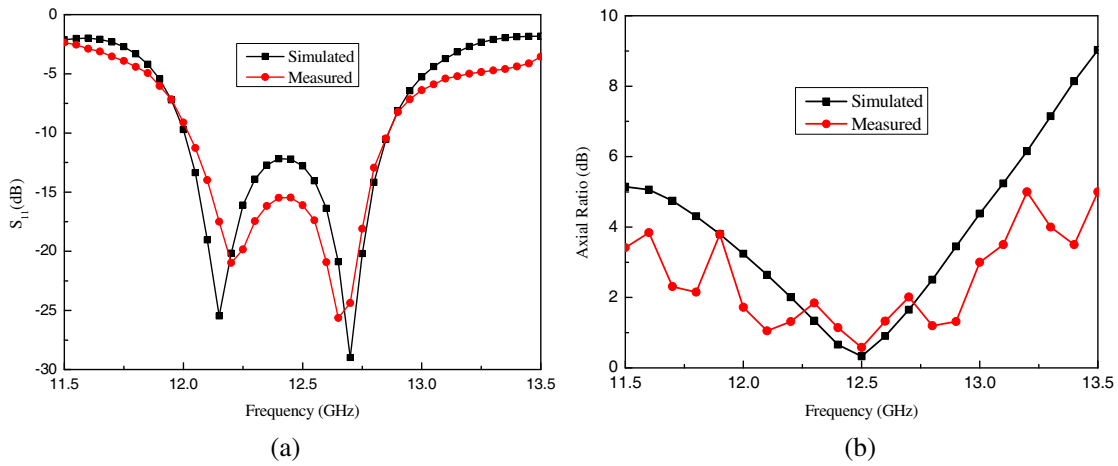 0
-5
-10
-15
-20
-25
-30
S11(dB)
Simulated
Measured
11.5 12.0 12.5 13.0 13.5
Frequency (GHz)
(a)
10
8
6
4
2
0
Axial Ratio (dB)
Simulated
Measured
11.5 12.0 12.5 13.0 13.5
Frequency (GHz)
(b)